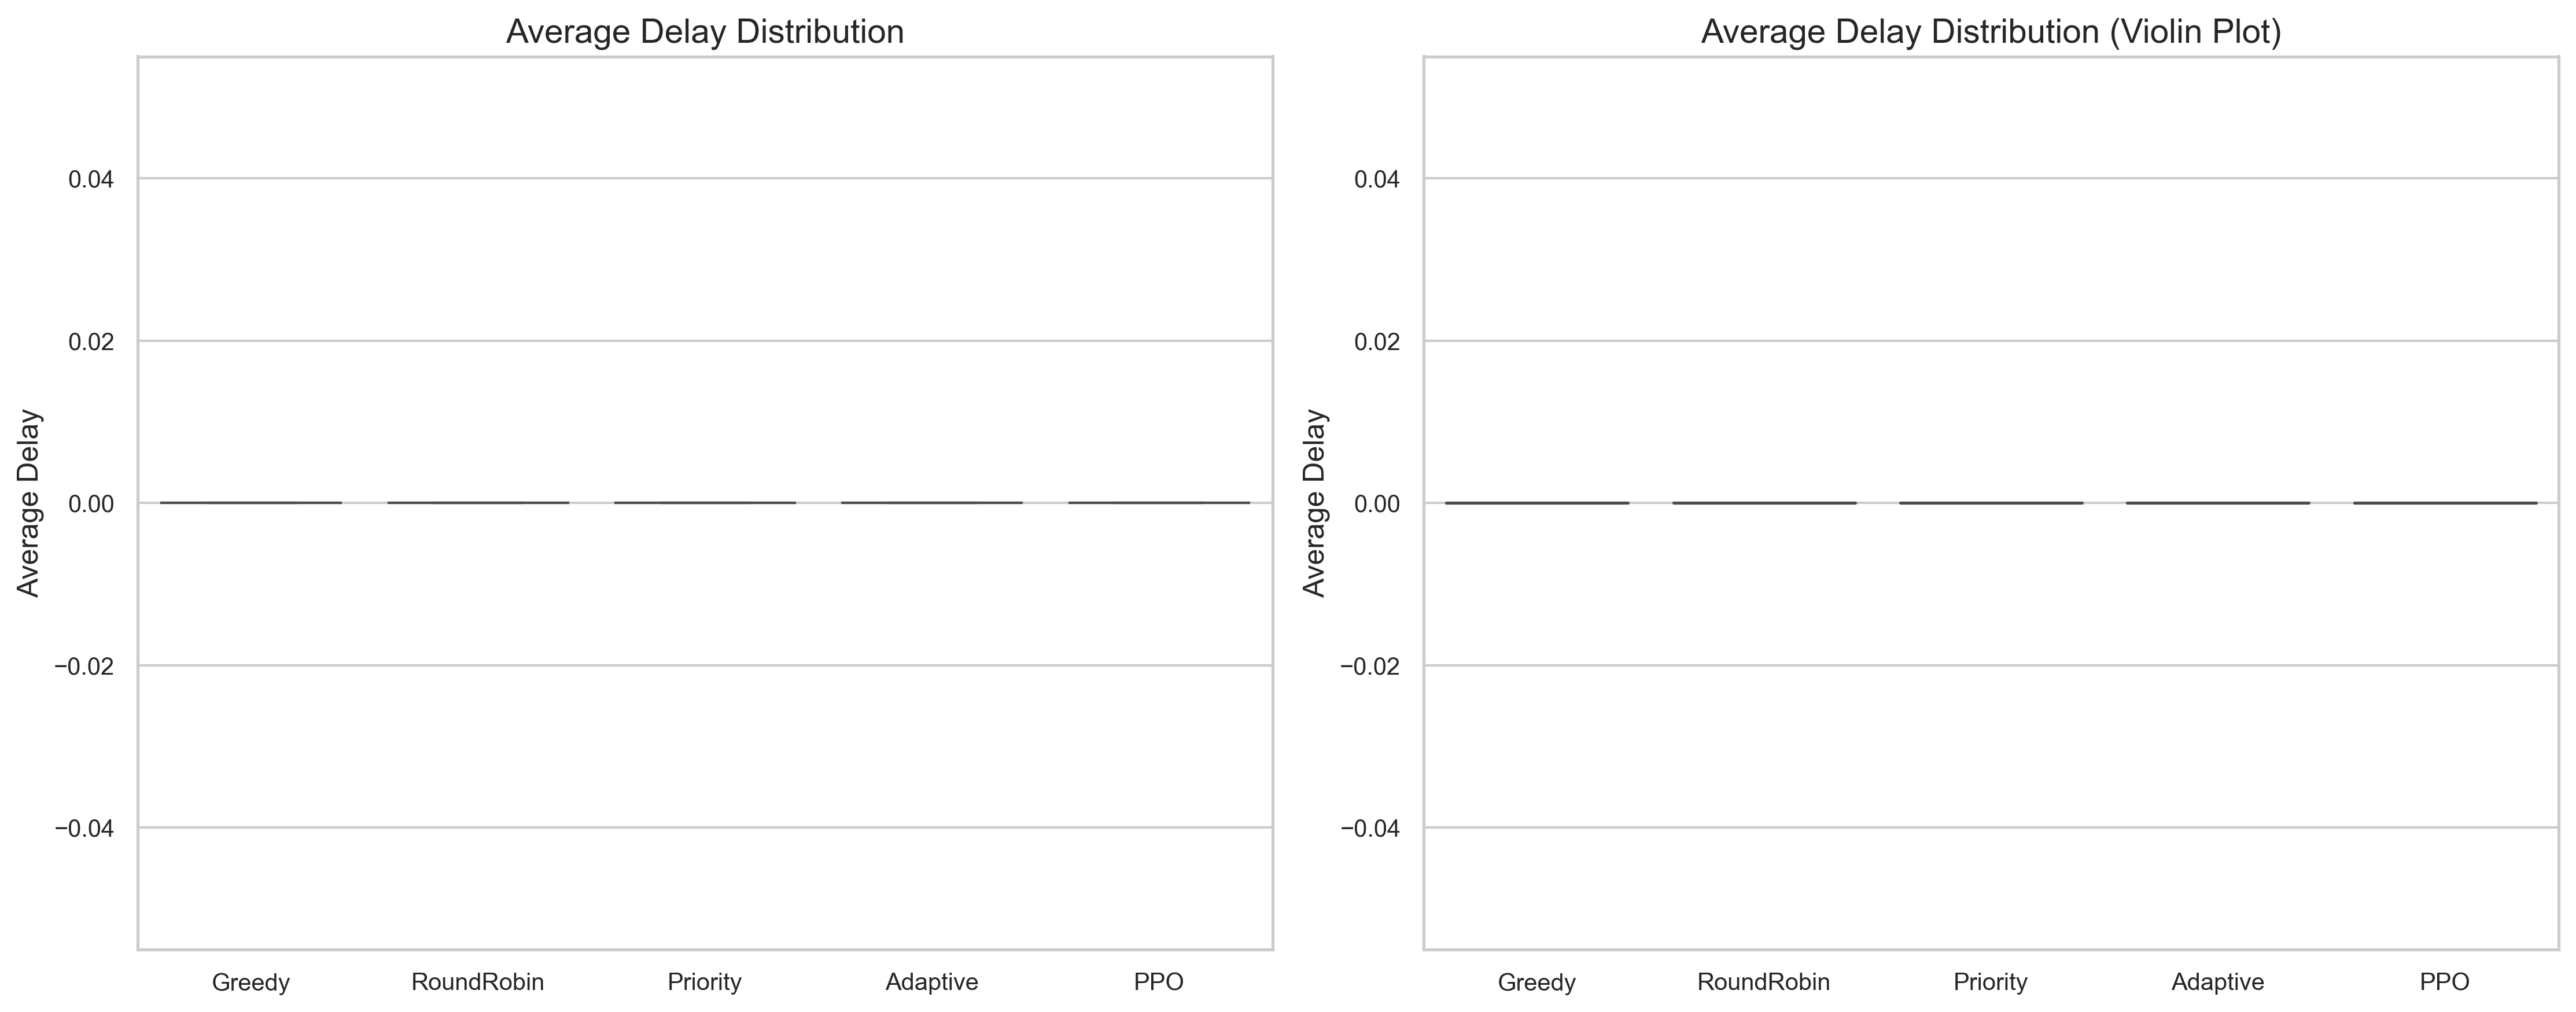 Average Delay Distribution
Average Delay
0.04
0.02
0.00
−0.02
−0.04
Greedy RoundRobin Priority Adaptive PPO
Average Delay Distribution (Violin Plot)
Average Delay
0.04
0.02
0.00
−0.02
−0.04
Greedy RoundRobin Priority Adaptive PPO